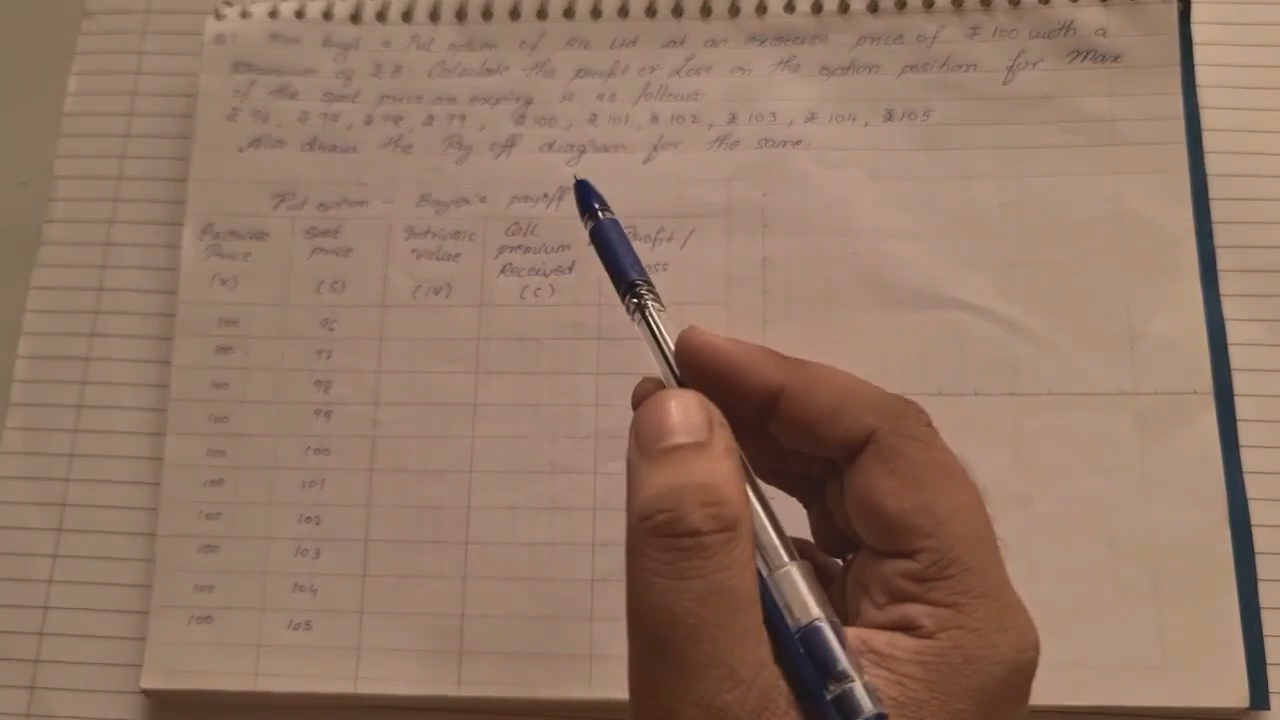 Max buys a Put option of RIL Ltd at an exercise price of ₹ 100 with a
of ₹ 3 Calculate the profit or Loss on the option position for Max
if the spot price on expiry is as follows
₹ 96, ₹ 97, ₹ 98, ₹ 99, ₹ 100, ₹ 101, ₹ 102, ₹ 103, ₹ 104, ₹ 105
Also draw the Pay off diagram for the same.
Put option - Buyer's payoff
Exercise Price (X)
Spot price (S)
Intrinsic value (IV)
Call premium Received (C)
Profit /
100 96
100 97
100 98
100 99
100 100
100 101
100 102
100 103
100 104
100 105